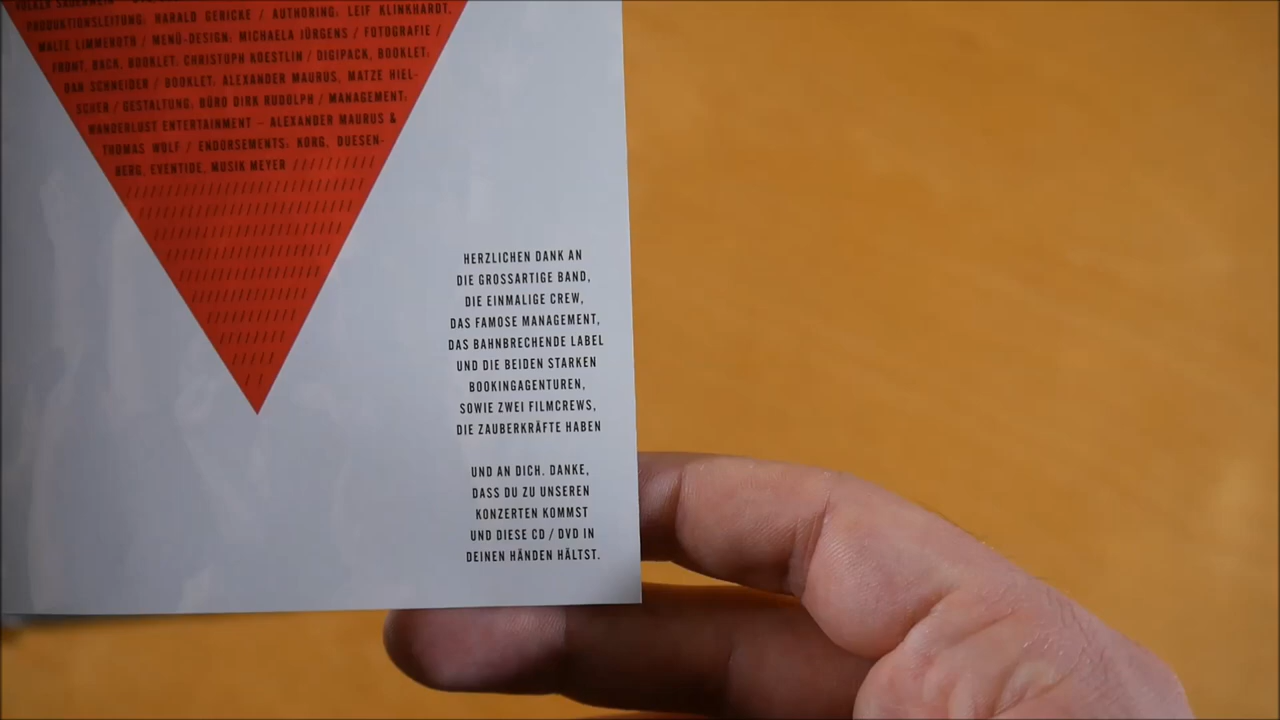 PRODUKTIONSLEITUNG: HARALD GERICKE / AUTHORING: LEIF KLINKHARDT,
MALTE LIMMEROTH / MENÜ-DESIGN: MICHAELA JÜRGENS / FOTOGRAFIE /
FRONT, BACK, BOOKLET: CHRISTOPH KOESTLIN / DIGIPACK, BOOKLET:
DAN SCHNEIDER / BOOKLET: ALEXANDER MAURUS, MATZE HIEL-
SCHER / GESTALTUNG: BÜRO DIRK RUDOLPH / MANAGEMENT:
WANDERLUST ENTERTAINMENT – ALEXANDER MAURUS &
THOMAS WOLF / ENDORSEMENTS: KORG, DUESEN-
BERG, EVENTIDE, MUSIK MEYER / / / / / / / / / /
HERZLICHEN DANK AN
DIE GROSSARTIGE BAND,
DIE EINMALIGE CREW,
DAS FAMOSE MANAGEMENT,
DAS BAHNBRECHENDE LABEL
UND DIE BEIDEN STARKEN
BOOKINGAGENTUREN,
SOWIE ZWEI FILMCREWS,
DIE ZAUBERKRÄFTE HABEN
UND AN DICH. DANKE,
DASS DU ZU UNSEREN
KONZERTEN KOMMST
UND DIESE CD / DVD IN
DEINEN HÄNDEN HÄLTST.